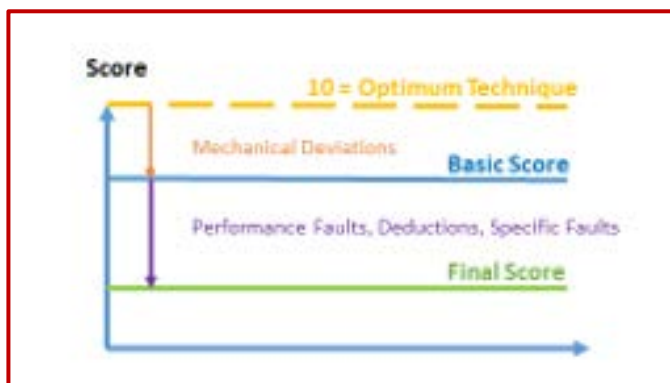 Score
10 = Optimum Technique
Mechanical Deviations
Basic Score
Performance Faults, Deductions, Specific Faults
Final Score